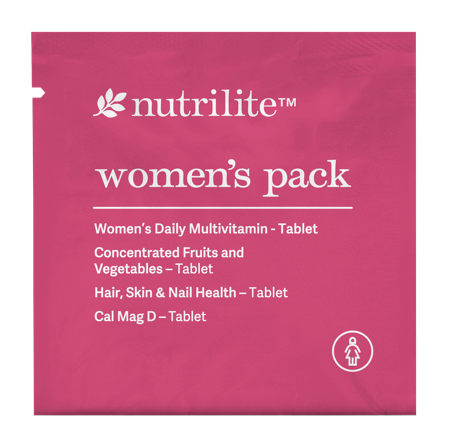 nutrilite™
women's pack
Women's Daily Multivitamin - Tablet
Concentrated Fruits and
Vegetables – Tablet
Hair, Skin & Nail Health – Tablet
Cal Mag D – Tablet